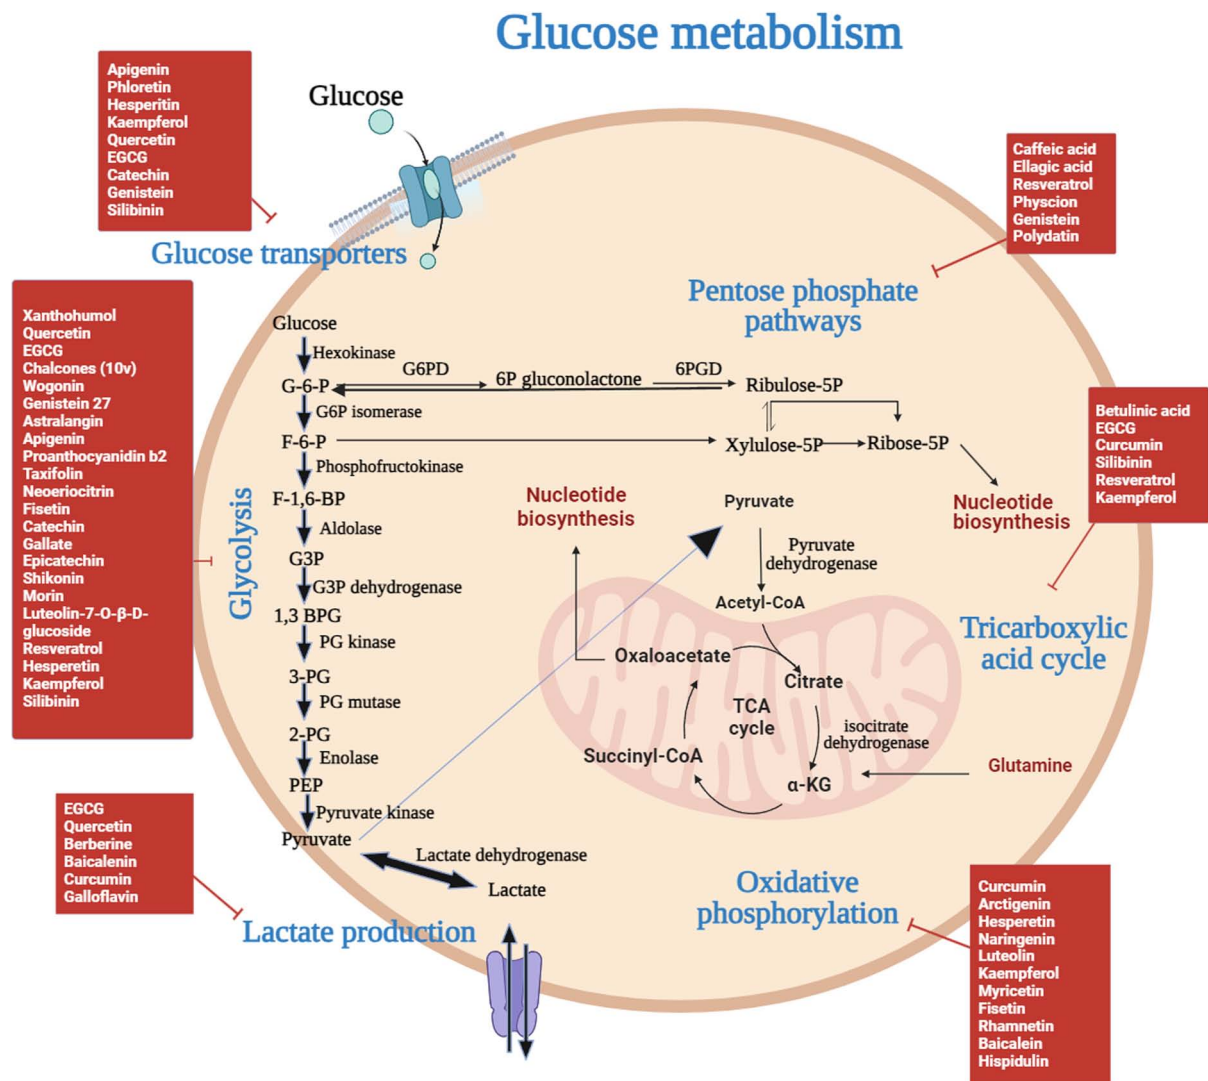 Glucose metabolism
Apigenin
Phloretin
Hesperitin
Kaempferol
Quercetin
EGCG
Catechin
Genistein
Silibinin
Glucose
Glucose transporters
Caffeic acid
Ellagic acid
Resveratrol
Physcion
Genistein
Polydatin
Pentose phosphate
pathways
Xanthohumol
Quercetin
EGCG
Chalcones (10v)
Wogonin
Genistein 27
Astralangin
Apigenin
Proanthocyanidin b2
Taxifolin
Neoeriocitrin
Fisetin
Catechin
Gallate
Epicatechin
Shikonin
Morin
Luteolin-7-O-β-D-
glucoside
Resveratrol
Hesperetin
Kaempferol
Silibinin
Glycolysis
Glucose
Hexokinase
G-6-P
G6PD
6P gluconolactone
6PGD
Ribulose-5P
G6P isomerase
F-6-P
Xylulose-5P
Ribose-5P
Phosphofructokinase
F-1,6-BP
Aldolase
G3P
G3P dehydrogenase
1,3 BPG
PG kinase
3-PG
PG mutase
2-PG
Enolase
PEP
Pyruvate kinase
Pyruvate
Lactate dehydrogenase
Lactate
Nucleotide
biosynthesis
Nucleotide
biosynthesis
Pyruvate
Pyruvate
dehydrogenase
Acetyl-CoA
Oxaloacetate
Citrate
TCA
cycle
isocitrate
dehydrogenase
Succinyl-CoA
α-KG
Glutamine
Betulinic acid
EGCG
Curcumin
Silibinin
Resveratrol
Kaempferol
Tricarboxylic
acid cycle
EGCG
Quercetin
Berberine
Baicalenin
Curcumin
Galloflavin
Lactate production
Oxidative
phosphorylation
Curcumin
Arctigenin
Hesperetin
Naringenin
Luteolin
Kaempferol
Myricetin
Fisetin
Rhamnetin
Baicalein
Hispidulin